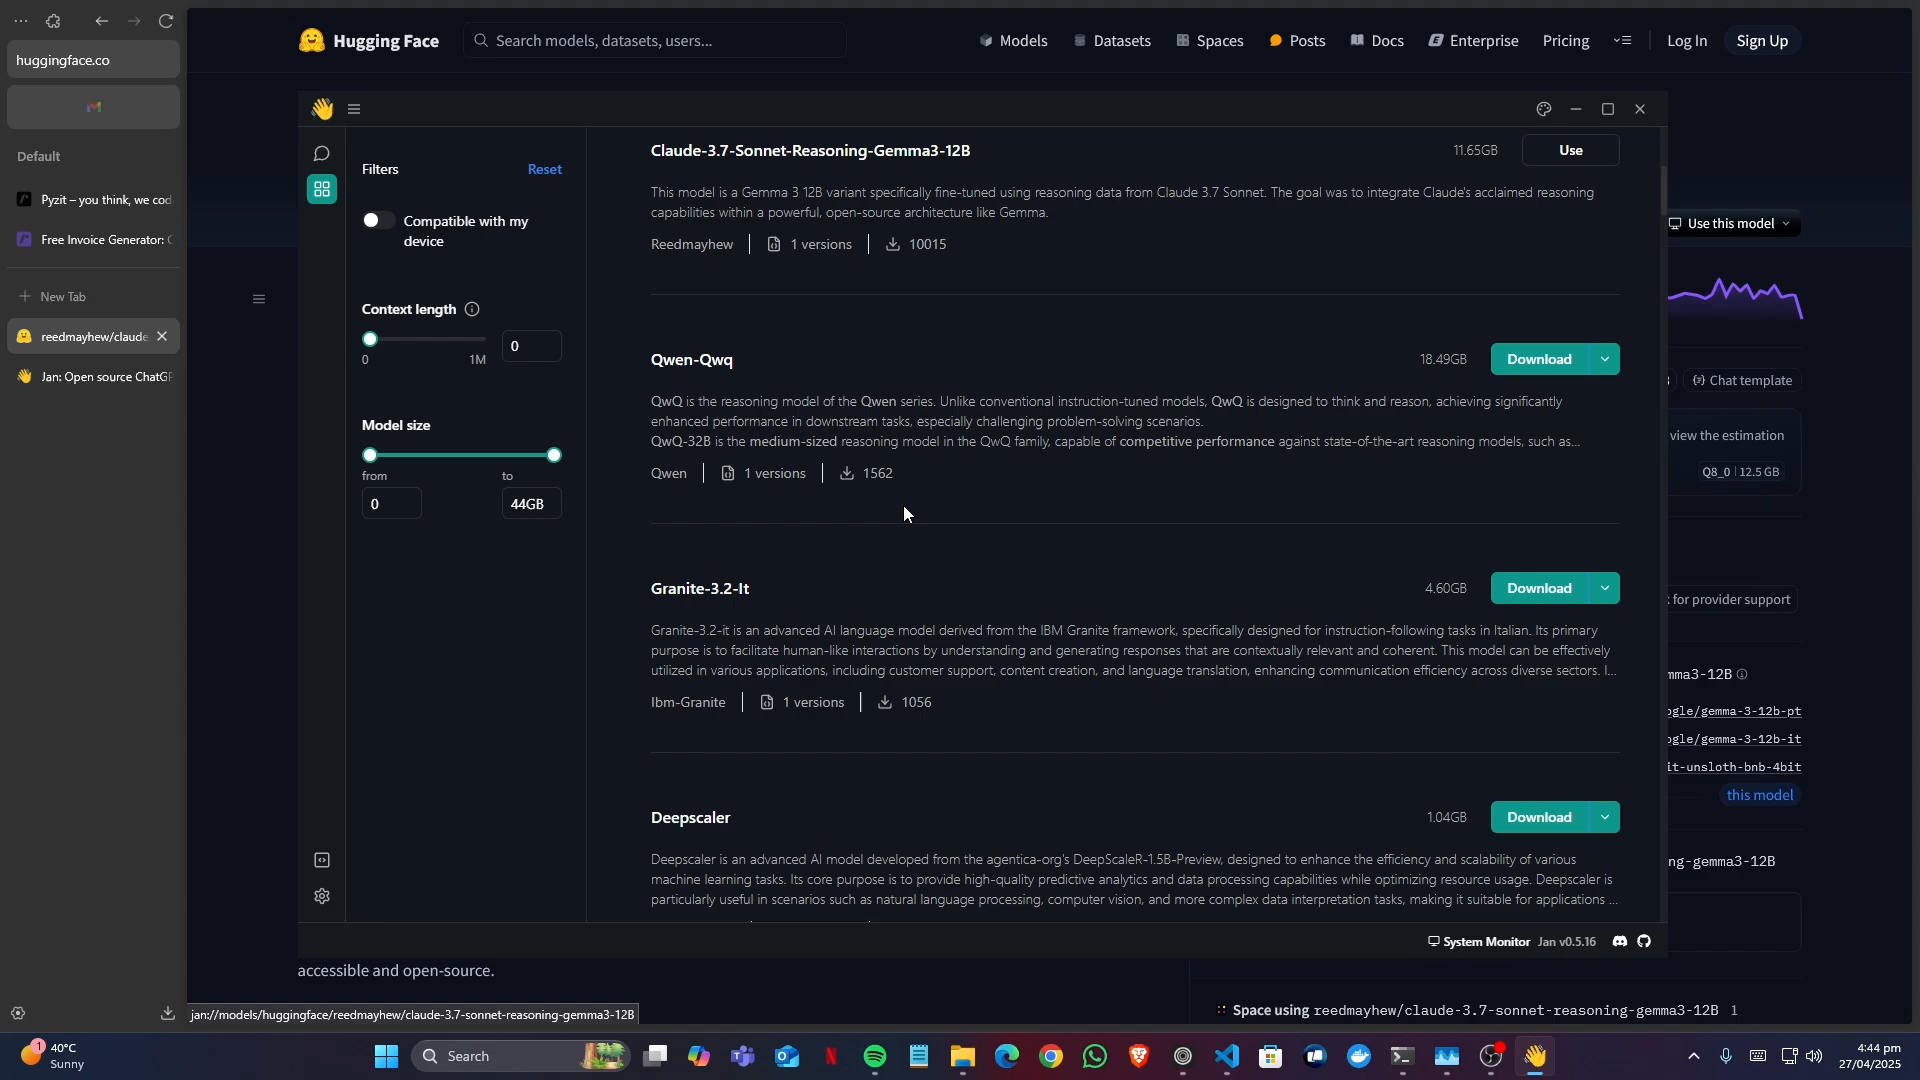 huggingface.co
Default
Pyzit – you think, we cod
Free Invoice Generator: C
New Tab
reedmayhew/claude
Jan: Open source ChatGP
Hugging Face
Search models, datasets, users...
Models
Datasets
Spaces
Posts
Docs
Enterprise
Pricing
Log In
Sign Up
Filters
Reset
Compatible with my
device
Context length
0
0
1M
Model size
from
to
0
44GB
Claude-3.7-Sonnet-Reasoning-Gemma3-12B
11.65GB
Use
This model is a Gemma 3 12B variant specifically fine-tuned using reasoning data from Claude 3.7 Sonnet. The goal was to integrate Claude's acclaimed reasoning
capabilities within a powerful, open-source architecture like Gemma.
Reedmayhew
1 versions
10015
Qwen-Qwq
18.49GB
Download
QwQ is the reasoning model of the Qwen series. Unlike conventional instruction-tuned models, QwQ is designed to think and reason, achieving significantly
enhanced performance in downstream tasks, especially challenging problem-solving scenarios.
QwQ-32B is the medium-sized reasoning model in the QwQ family, capable of competitive performance against state-of-the-art reasoning models, such as...
Qwen
1 versions
1562
Granite-3.2-It
4.60GB
Download
Granite-3.2-it is an advanced AI language model derived from the IBM Granite framework, specifically designed for instruction-following tasks in Italian. Its primary
purpose is to facilitate human-like interactions by understanding and generating responses that are contextually relevant and coherent. This model can be effectively
utilized in various applications, including customer support, content creation, and language translation, enhancing communication efficiency across diverse sectors. I...
Ibm-Granite
1 versions
1056
Deepscaler
1.04GB
Download
Deepscaler is an advanced AI model developed from the agentica-org's DeepScaleR-1.5B-Preview, designed to enhance the efficiency and scalability of various
machine learning tasks. Its core purpose is to provide high-quality predictive analytics and data processing capabilities while optimizing resource usage. Deepscaler is
particularly useful in scenarios such as natural language processing, computer vision, and more complex data interpretation tasks, making it suitable for applications ...
System Monitor
Jan v0.5.16
Use this model
Chat template
view the estimation
Q8_0
12.5 GB
for provider support
mma3-12B
ogle/gemma-3-12b-pt
ogle/gemma-3-12b-it
it-unsloth-bnb-4bit
this model
ng-gemma3-12B
accessible and open-source.
Space using reedmayhew/claude-3.7-sonnet-reasoning-gemma3-12B 1
jan://models/huggingface/reedmayhew/claude-3.7-sonnet-reasoning-gemma3-12B
1
40°C
Sunny
Search
4:44 pm
27/04/2025